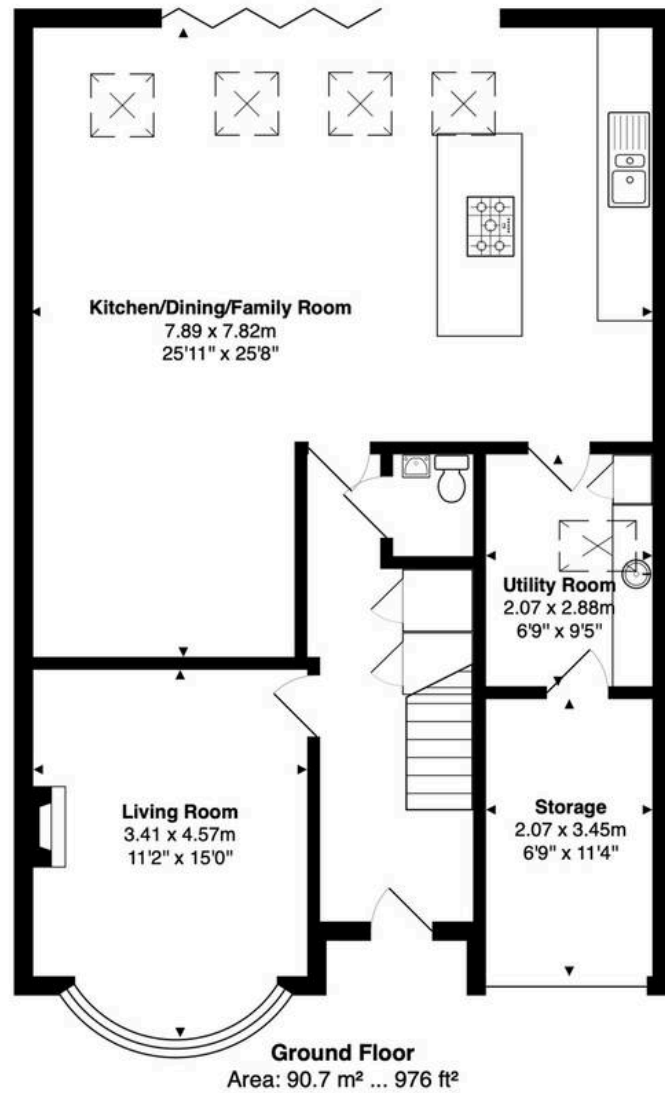 Kitchen/Dining/Family Room
7.89 x 7.82m
25'11" x 25'8"
Utility Room
2.07 x 2.88m
6'9" x 9'5"
Living Room
3.41 x 4.57m
11'2" x 15'0"
Storage
2.07 x 3.45m
6'9" x 11'4"
Ground Floor
Area: 90.7 m² ... 976 ft²